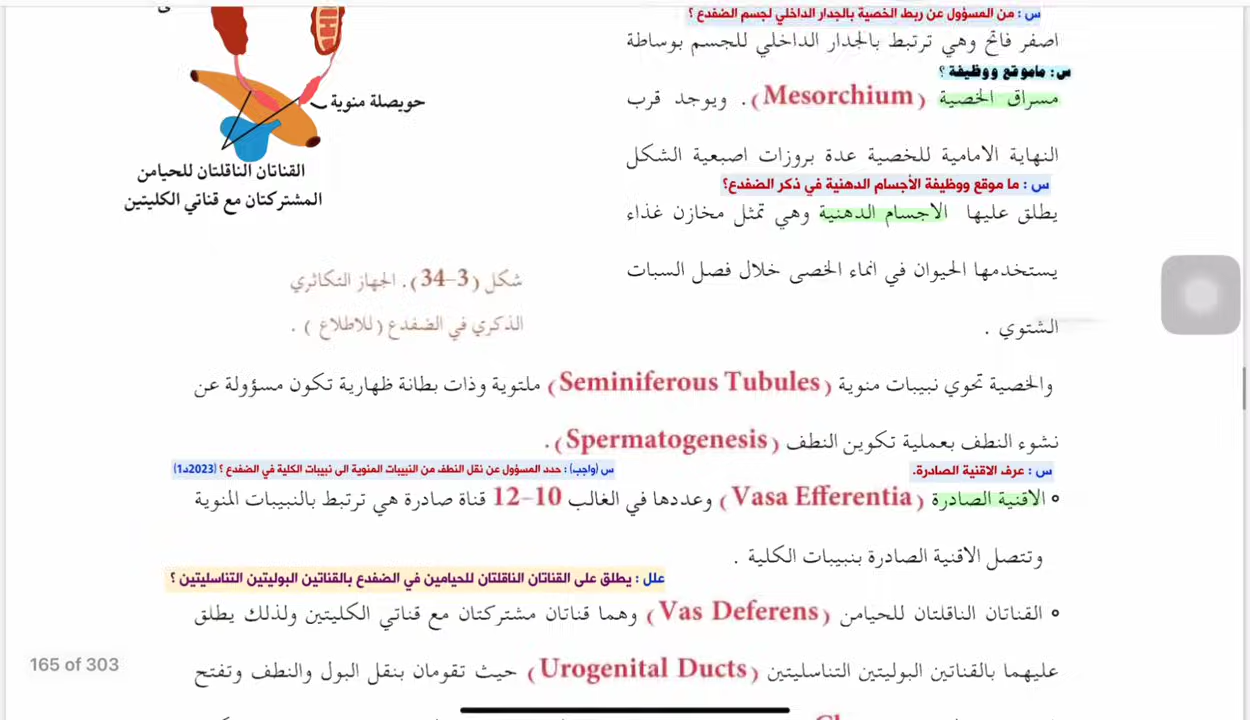 س : من المسؤول عن ربط الخصية بالجدار الداخلي لجسم الضفدع ؟
اصفر فاتح وهي ترتبط بالجدار الداخلي للجسم بوساطة
س : ماموقع ووظيفة ؟
مسراق الخصية (Mesorchium). ويوجد قرب
النهاية الامامية للخصية عدة بروزات اصبعية الشكل
س : ما موقع ووظيفة الأجسام الدهنية في ذكر الضفدع؟
يطلق عليها الاجسام الدهنية وهي تمثل مخازن غذاء
يستخدمها الحيوان في انماء الخصى خلال فصل السبات
الشتوي .
حويصلة منوية
القناتان الناقلتان للحيامن
المشتركتان مع قناتي الكليتين
شكل (3-34). الجهاز التكاثري
الذكري في الضفدع (للاطلاع ) .
والخصية تحوي نبيبات منوية (Seminiferous Tubules) ملتوية وذات بطانة ظهارية تكون مسؤولة عن
نشوء النطف بعملية تكوين النطف (Spermatogenesis).
س : عرف الاقنية الصادرة.
س (واجب) : حدد المسؤول عن نقل النطف من النبيبات المنوية الى نبيبات الكلية في الضفدع ؟ (2023د1)
° الاقنية الصادرة (Vasa Efferentia) وعددها في الغالب 10-12 قناة صادرة هي ترتبط بالنبيبات المنوية
وتتصل الاقنية الصادرة بنبيبات الكلية .
علل : يطلق على القناتان الناقلتان للحيامين في الضفدع بالقناتين البوليتين التناسليتين ؟
° القناتان الناقلتان للحيامن (Vas Deferens) وهما قناتان مشتركتان مع قناتي الكليتين ولذلك يطلق
عليهما بالقناتين البوليتين التناسليتين (Urogenital Ducts) حيث تقومان بنقل البول والنطف وتفتح
165 of 303